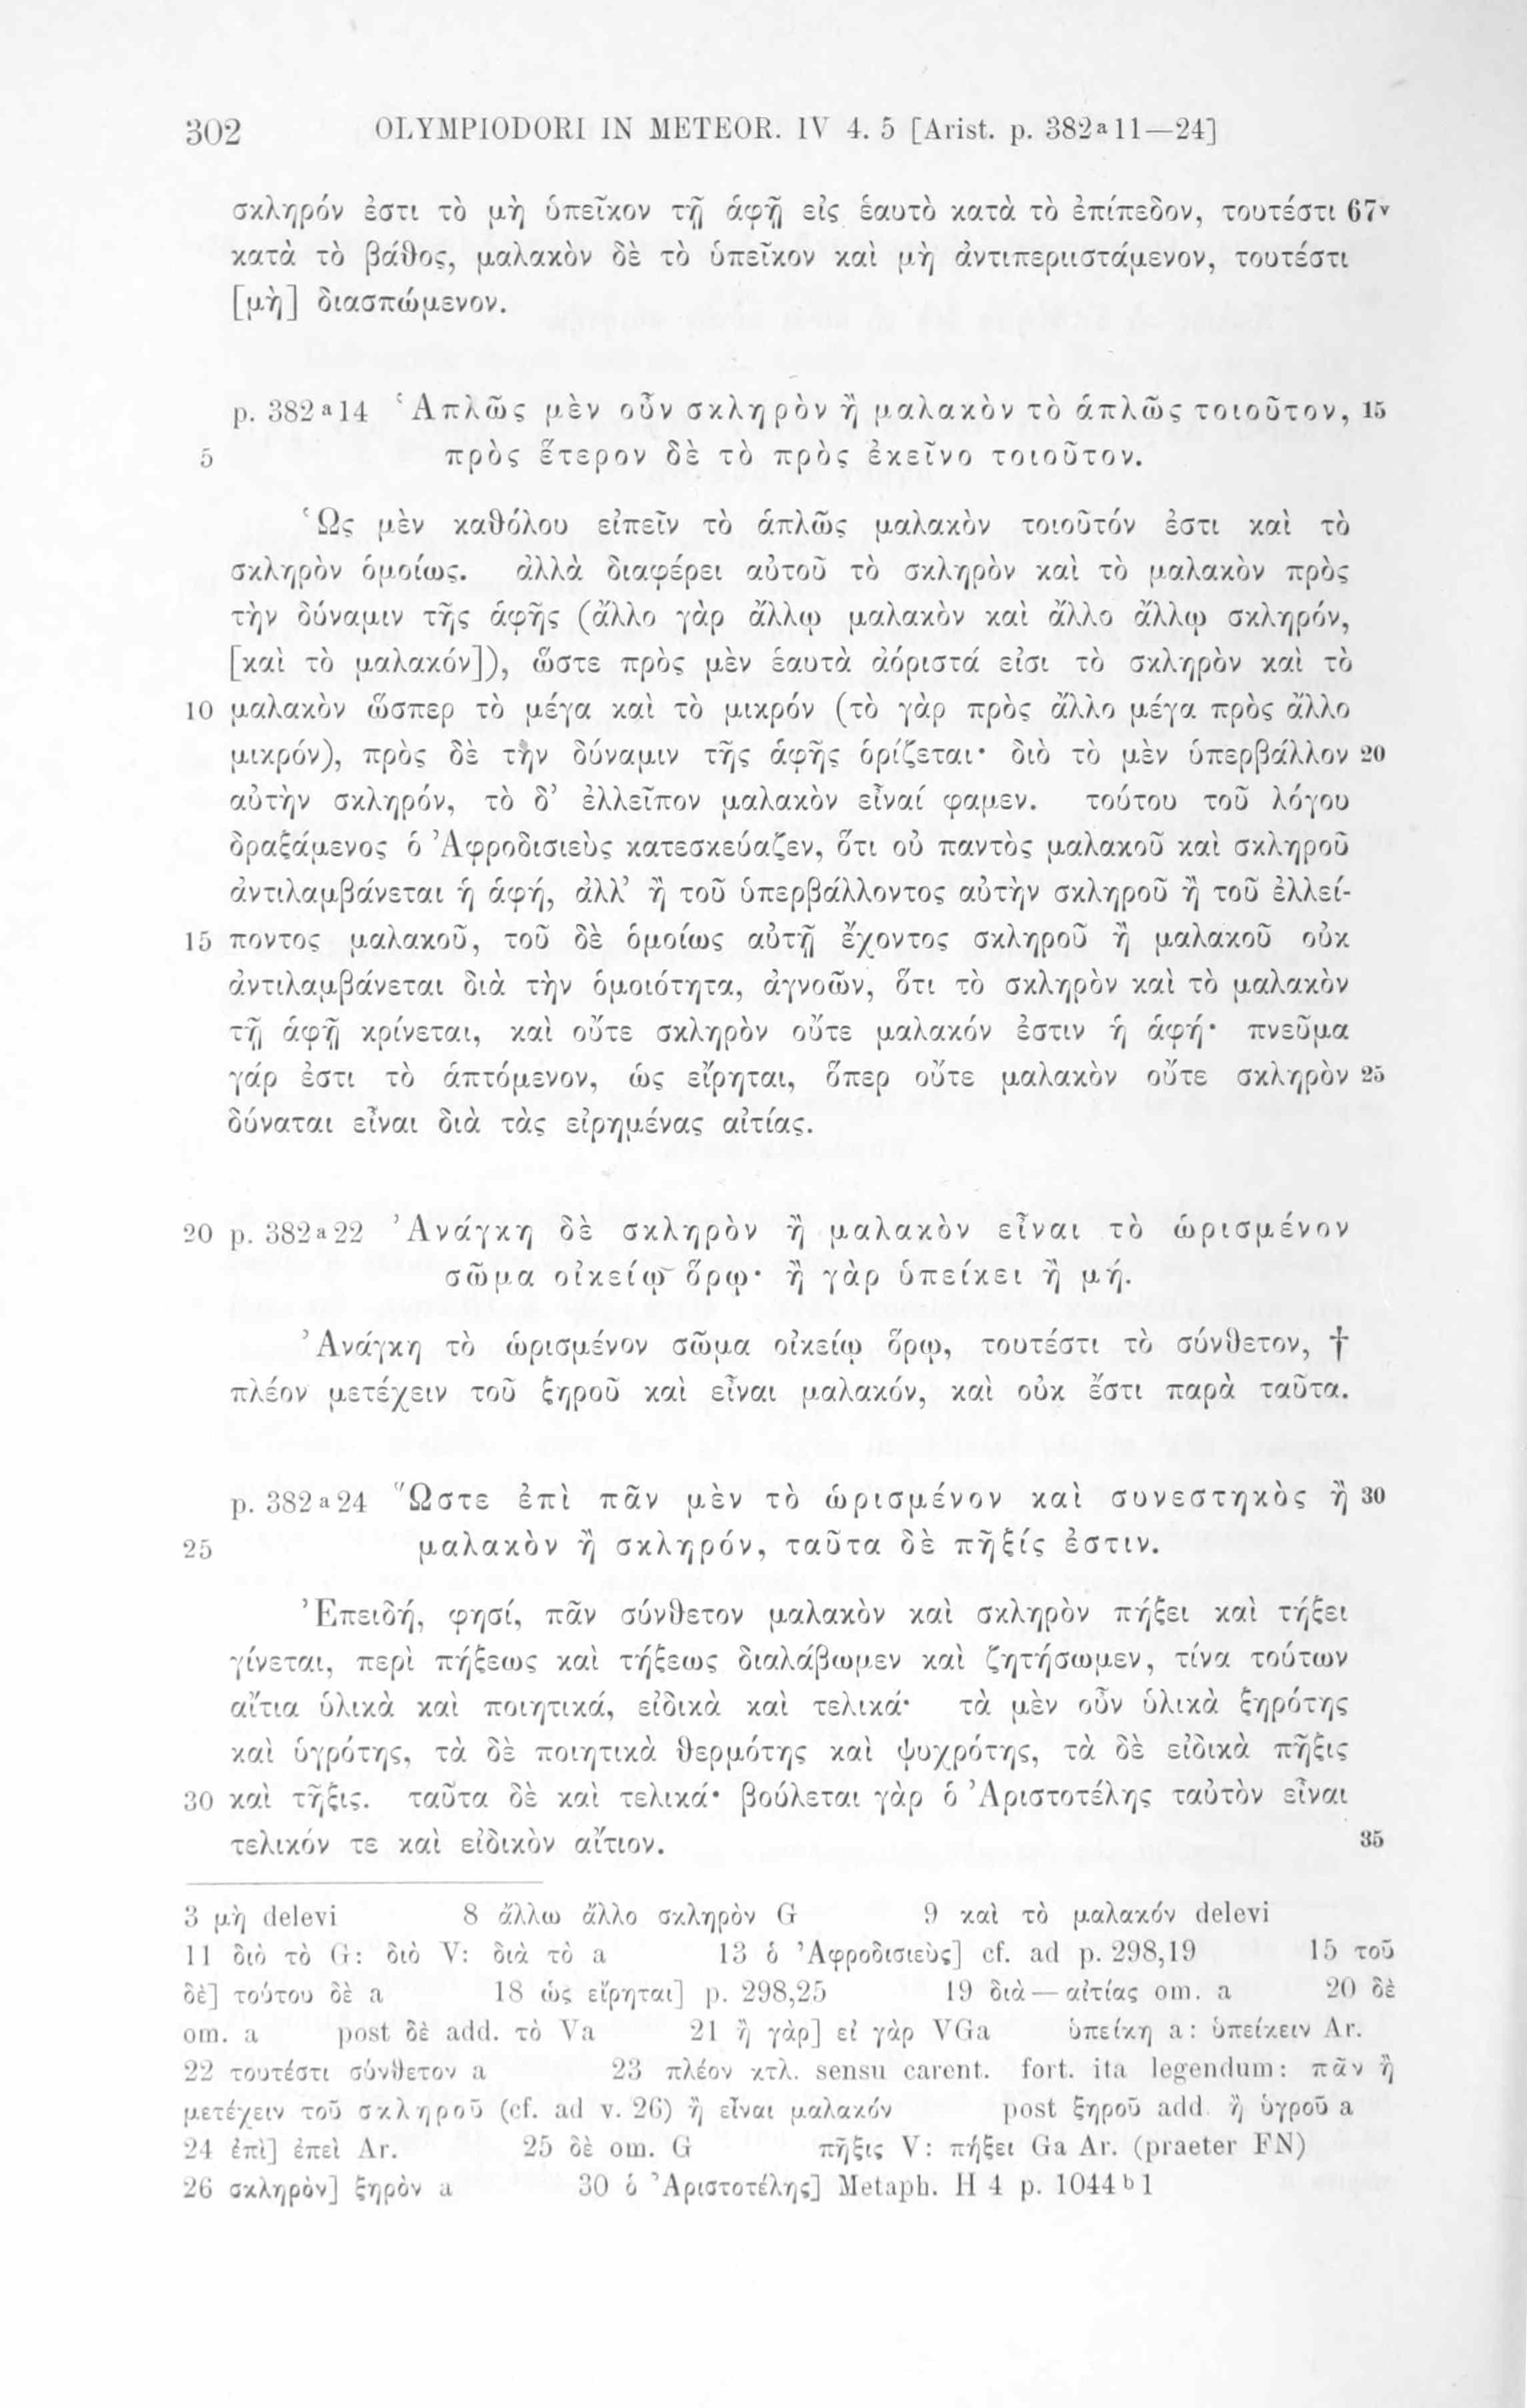 302 OLYMPIODORI IN METEOR. IV 4. 5 [Arist. p. 382a11—24]
σκληρόν ἐστι τὸ μὴ ὑπεῖκον τῇ ἁφῇ εἰς ἑαυτὸ κατὰ τὸ ἐπίπεδον, τουτέστι 67v
κατὰ τὸ βάθος, μαλακὸν δὲ τὸ ὑπεῖκον καὶ μὴ ἀντιπεριιστάμενον, τουτέστι
[μὴ] διασπώμενον.
p. 382a14 Ἁπλῶς μὲν οὖν σκληρὸν ἢ μαλακὸν τὸ ἁπλῶς τοιοῦτον, 15
5 πρὸς ἕτερον δὲ τὸ πρὸς ἐκεῖνο τοιοῦτον.
Ὡς μὲν καθόλου εἰπεῖν τὸ ἁπλῶς μαλακὸν τοιοῦτόν ἐστι καὶ τὸ
σκληρὸν ὁμοίως. ἀλλὰ διαφέρει αὐτοῦ τὸ σκληρὸν καὶ τὸ μαλακὸν πρὸς
τὴν δύναμιν τῆς ἁφῆς (ἄλλο γὰρ ἄλλῳ μαλακὸν καὶ ἄλλο ἄλλῳ σκληρόν,
[καὶ τὸ μαλακόν]), ὥστε πρὸς μὲν ἑαυτὰ ἀόριστά εἰσι τὸ σκληρὸν καὶ τὸ
10 μαλακὸν ὥσπερ τὸ μέγα καὶ τὸ μικρόν (τὸ γὰρ πρὸς ἄλλο μέγα πρὸς ἄλλο
μικρόν), πρὸς δὲ τὴν δύναμιν τῆς ἁφῆς ὁρίζεται· διὸ τὸ μὲν ὑπερβάλλον 20
αὐτὴν σκληρόν, τὸ δ’ ἐλλεῖπον μαλακὸν εἶναί φαμεν. τούτου τοῦ λόγου
δραξάμενος ὁ Ἀφροδισιεὺς κατεσκεύαζεν, ὅτι οὐ παντὸς μαλακοῦ καὶ σκληροῦ
ἀντιλαμβάνεται ἡ ἁφή, ἀλλ’ ἢ τοῦ ὑπερβάλλοντος αὐτὴν σκληροῦ ἢ τοῦ ἐλλεί-
15 ποντος μαλακοῦ, τοῦ δὲ ὁμοίως αὐτῇ ἔχοντος σκληροῦ ἢ μαλακοῦ οὐκ
ἀντιλαμβάνεται διὰ τὴν ὁμοιότητα, ἀγνοῶν, ὅτι τὸ σκληρὸν καὶ τὸ μαλακὸν
τῇ ἁφῇ κρίνεται, καὶ οὔτε σκληρὸν οὔτε μαλακόν ἐστιν ἡ ἁφή· πνεῦμα
γάρ ἐστι τὸ ἁπτόμενον, ὡς εἴρηται, ὅπερ οὔτε μαλακὸν οὔτε σκληρὸν 25
δύναται εἶναι διὰ τὰς εἰρημένας αἰτίας.
20 p. 382a22 Ἀνάγκη δὲ σκληρὸν ἢ μαλακὸν εἶναι τὸ ὡρισμένον
σῶμα οἰκείῳ ὅρῳ· ἢ γὰρ ὑπείκει ἢ μή.
Ἀνάγκη τὸ ὡρισμένον σῶμα οἰκείῳ ὅρῳ, τουτέστι τὸ σύνθετον, †
πλέον μετέχειν τοῦ ξηροῦ καὶ εἶναι μαλακόν, καὶ οὐκ ἔστι παρὰ ταῦτα.
p. 382a24 Ὥστε ἐπὶ πᾶν μὲν τὸ ὡρισμένον καὶ συνεστηκὸς ἢ 30
25 μαλακὸν ἢ σκληρόν, ταῦτα δὲ πῆξίς ἐστιν.
Ἐπειδή, φησί, πᾶν σύνθετον μαλακὸν καὶ σκληρὸν πήξει καὶ τήξει
γίνεται, περὶ πήξεως καὶ τήξεως διαλάβωμεν καὶ ζητήσωμεν, τίνα τούτων
αἴτια ὑλικὰ καὶ ποιητικά, εἰδικὰ καὶ τελικά· τὰ μὲν οὖν ὑλικὰ ξηρότης
καὶ ὑγρότης, τὰ δὲ ποιητικὰ θερμότης καὶ ψυχρότης, τὰ δὲ εἰδικὰ πῆξις
30 καὶ τῆξις. ταῦτα δὲ καὶ τελικά· βούλεται γὰρ ὁ Ἀριστοτέλης ταὐτὸν εἶναι
τελικόν τε καὶ εἰδικὸν αἴτιον. 35
3 μὴ delevi 8 ἄλλω ἄλλο σκληρὸν G 9 καὶ τὸ μαλακόν delevi
11 διὸ τὸ G: διὸ V: διὰ τὸ a 13 ὁ Ἀφροδισιεὺς] cf. ad p. 298,19 15 τοῦ
δὲ] τούτου δὲ a 18 ὡς εἴρηται] p. 298,25 19 διὰ — αἰτίας om. a 20 δὲ
om. a post δὲ add. τὸ Va 21 ἢ γὰρ] εἰ γὰρ VGa ὑπείκη a: ὑπείκειν Ar.
22 τουτέστι σύνθετον a 23 πλέον κτλ. sensu carent. fort. ita legendum: πᾶν ἢ
μετέχειν τοῦ σκληροῦ (cf. ad v. 26) ἢ εἶναι μαλακόν post ξηροῦ add ἢ ὑγροῦ a
24 ἐπὶ] ἐπεὶ Ar. 25 δὲ om. G πῆξις V: πήξει Ga Ar. (praeter FN)
26 σκληρὸν] ξηρὸν a 30 ὁ Ἀριστοτέλης] Metaph. H 4 p. 1044b1